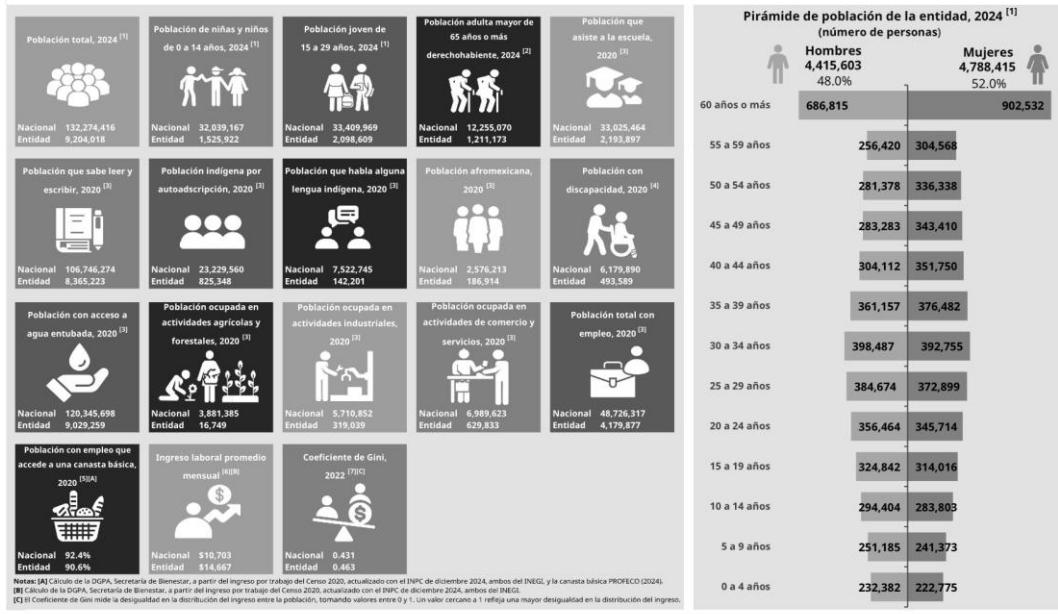 Población total, 2024 [1]
Nacional 132,274,416
Entidad 9,204,018
Población de niñas y niños
de 0 a 14 años, 2024 [1]
Nacional 32,039,167
Entidad 1,525,922
Población joven de
15 a 29 años, 2024 [1]
Nacional 33,409,969
Entidad 2,098,609
Población adulta mayor de
65 años o más
derechohabiente, 2024 [2]
Nacional 12,255,070
Entidad 1,211,173
Población que
asiste a la escuela,
2020 [3]
Nacional 33,025,464
Entidad 2,193,897
Población que sabe leer y
escribir, 2020 [3]
Nacional 106,746,274
Entidad 8,365,223
Población indígena por
autoadscripción, 2020 [3]
Nacional 23,229,560
Entidad 825,348
Población que habla alguna
lengua indígena, 2020 [3]
Nacional 7,522,745
Entidad 142,201
Población afromexicana,
2020 [3]
Nacional 2,576,213
Entidad 186,914
Población con
discapacidad, 2020 [4]
Nacional 6,179,890
Entidad 493,589
Población con acceso a
agua entubada, 2020 [3]
Nacional 120,345,698
Entidad 9,029,259
Población ocupada en
actividades agrícolas y
forestales, 2020 [3]
Nacional 3,881,385
Entidad 16,749
Población ocupada en
actividades industriales,
2020 [3]
Nacional 5,710,852
Entidad 319,039
Población ocupada en
actividades de comercio y
servicios, 2020 [3]
Nacional 6,989,623
Entidad 629,833
Población total con
empleo, 2020 [3]
Nacional 48,726,317
Entidad 4,179,877
Población con empleo que
accede a una canasta básica,
2020 [5][A]
Nacional 92.4%
Entidad 90.6%
Ingreso laboral promedio
mensual [6][B]
Nacional $10,703
Entidad $14,667
Coeficiente de Gini,
2022 [7][C]
Nacional 0.431
Entidad 0.463
Notas: [A] Cálculo de la DGPA, Secretaría de Bienestar, a partir del ingreso por trabajo del Censo 2020, actualizado con el INPC de diciembre 2024, ambos del INEGI, y la canasta básica PROFECO (2024).
[B] Cálculo de la DGPA, Secretaría de Bienestar, a partir del ingreso por trabajo del Censo 2020, actualizado con el INPC de diciembre 2024, ambos del INEGI.
[C] El Coeficiente de Gini mide la desigualdad en la distribución del ingreso entre la población, tomando valores entre 0 y 1. Un valor cercano a 1 refleja una mayor desigualdad en la distribución del ingreso.
Pirámide de población de la entidad, 2024 [1]
(número de personas)
Hombres
4,415,603
48.0%
Mujeres
4,788,415
52.0%
60 años o más 686,815 902,532
55 a 59 años 256,420 304,568
50 a 54 años 281,378 336,338
45 a 49 años 283,283 343,410
40 a 44 años 304,112 351,750
35 a 39 años 361,157 376,482
30 a 34 años 398,487 392,755
25 a 29 años 384,674 372,899
20 a 24 años 356,464 345,714
15 a 19 años 324,842 314,016
10 a 14 años 294,404 283,803
5 a 9 años 251,185 241,373
0 a 4 años 232,382 222,775